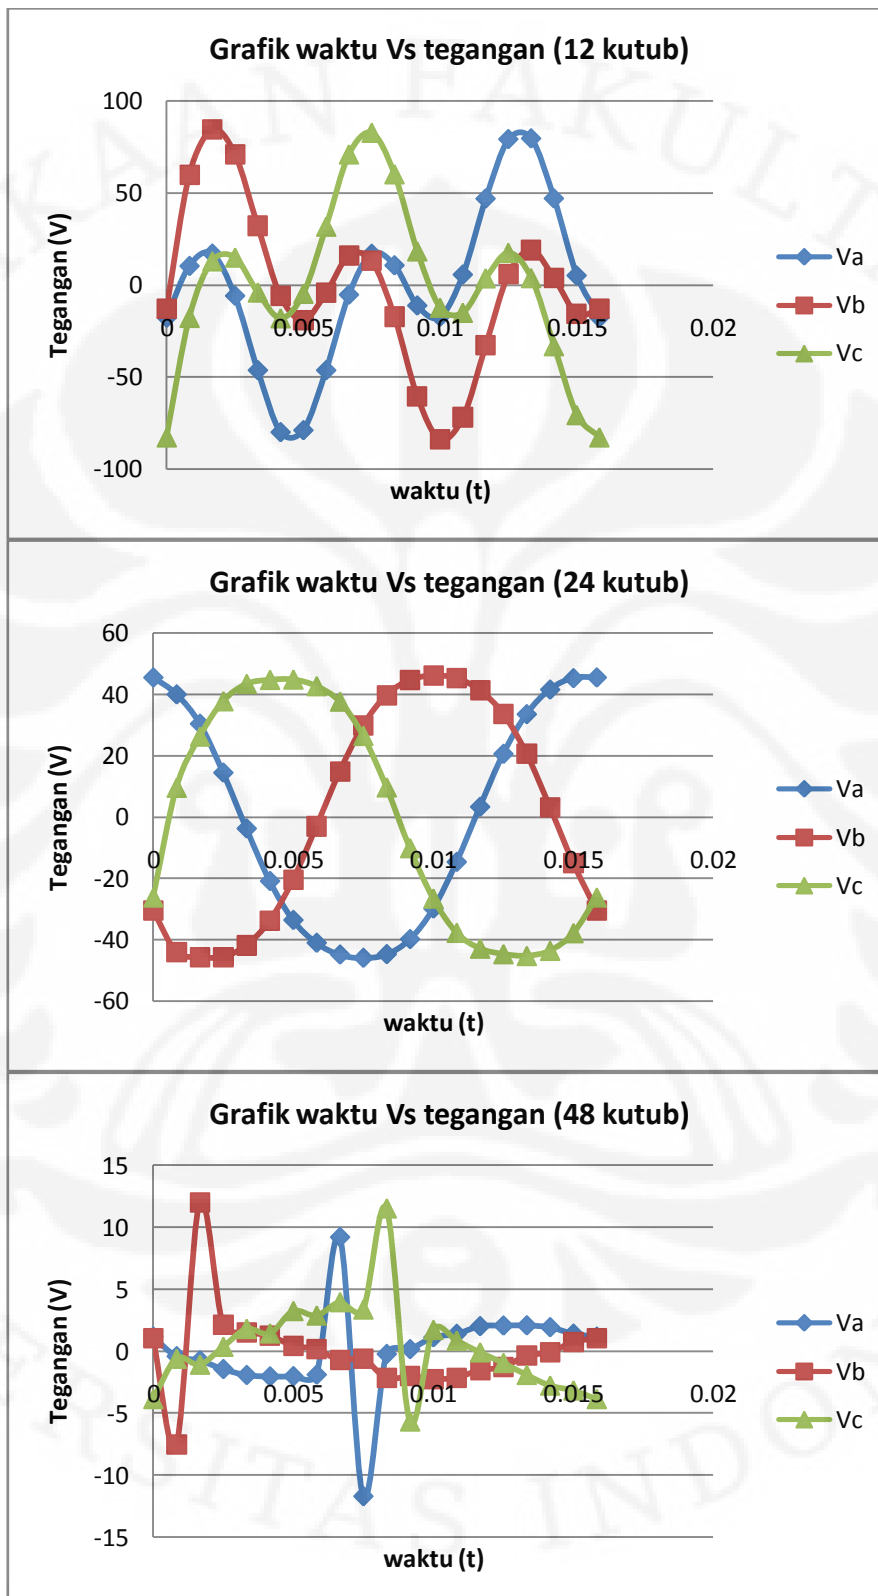 Grafik waktu Vs tegangan (12 kutub)
100
50
0
-50
-100
Tegangan (V)
0 0.005 0.01 0.015 0.02
waktu (t)
Va
Vb
Vc
Grafik waktu Vs tegangan (24 kutub)
60
40
20
0
-20
-40
-60
Tegangan (V)
0 0.005 0.01 0.015 0.02
waktu (t)
Va
Vb
Vc
Grafik waktu Vs tegangan (48 kutub)
15
10
5
0
-5
-10
-15
Tegangan (V)
0 0.005 0.01 0.015 0.02
waktu (t)
Va
Vb
Vc